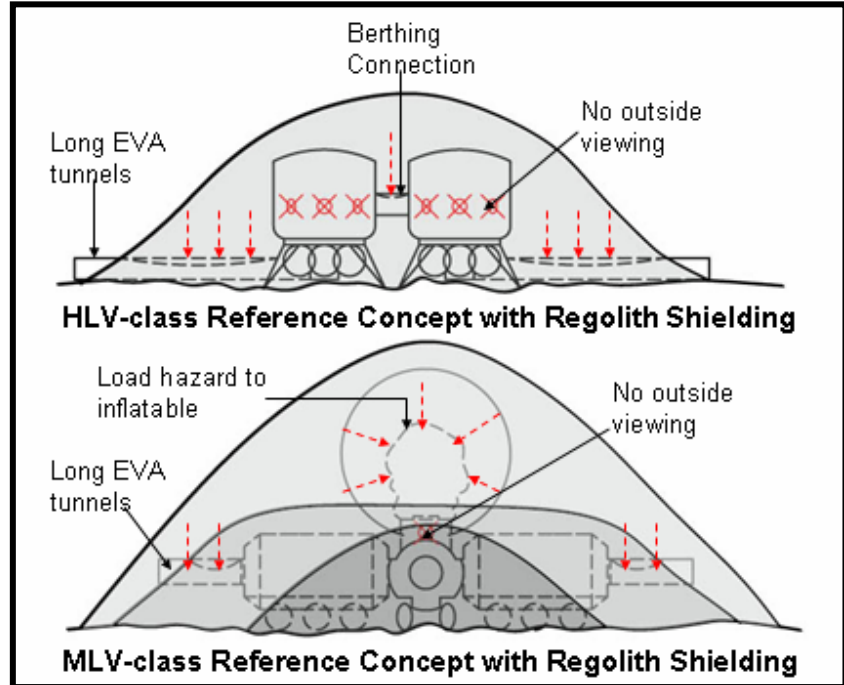 Berthing
Connection
No outside
viewing
Long EVA
tunnels
HLV-class Reference Concept with Regolith Shielding
Load hazard to
inflatable
No outside
viewing
Long EVA
tunnels
MLV-class Reference Concept with Regolith Shielding